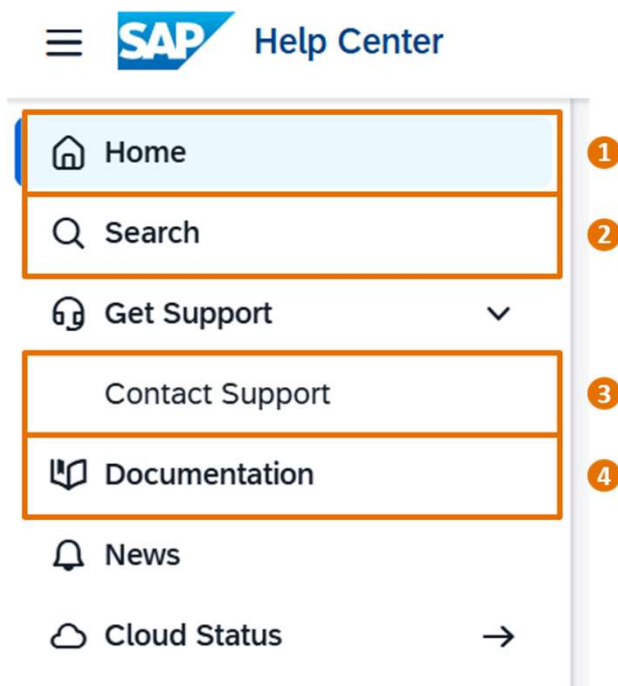 SAP Help Center
Home 1
Search 2
Get Support
Contact Support 3
Documentation 4
News
Cloud Status